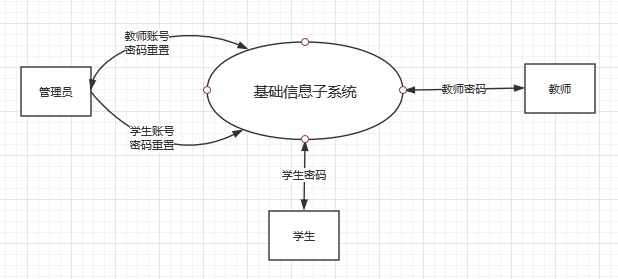 教师账号
密码重置
管理员
基础信息子系统
教师密码
教师
学生账号
密码重置
学生密码
学生